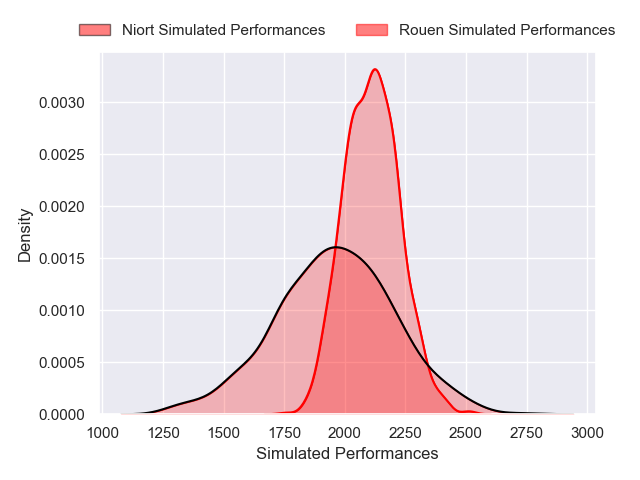 Niort Simulated Performances Rouen Simulated Performances
0.0030
0.0025
0.0020
0.0015
0.0010
0.0005
0.0000
Density
1000 1250 1500 1750 2000 2250 2500 2750 3000
Simulated Performances